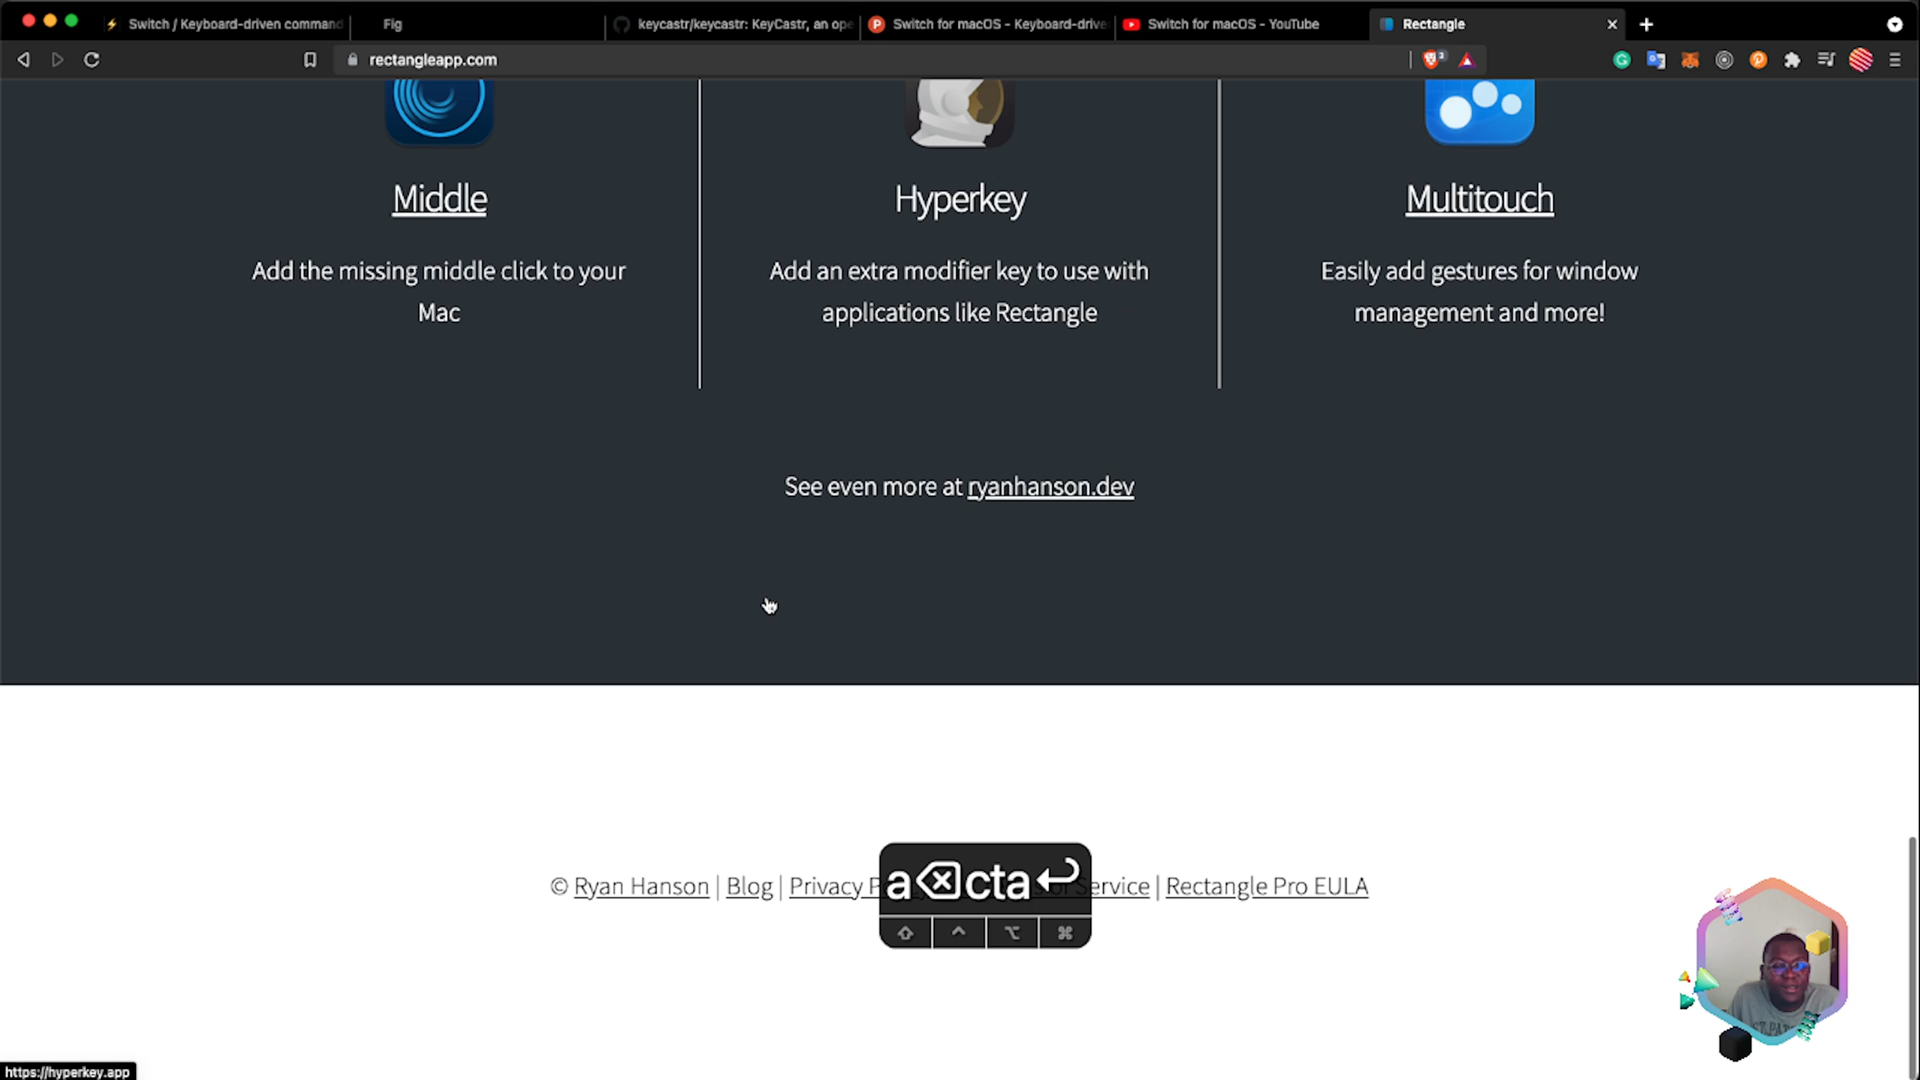 Switch / Keyboard-driven command
Fig
keycastr/keycastr: KeyCastr, an ope
Switch for macOS - Keyboard-drive
Switch for macOS - YouTube
Rectangle
rectangleapp.com
3
Middle
Add the missing middle click to your
Mac
Hyperkey
Add an extra modifier key to use with
applications like Rectangle
Multitouch
Easily add gestures for window
management and more!
See even more at ryanhanson.dev
© Ryan Hanson | Blog | Privacy P
Service | Rectangle Pro EULA
a⌫cta↩
⇧ ^ ⌥ ⌘
https://hyperkey.app